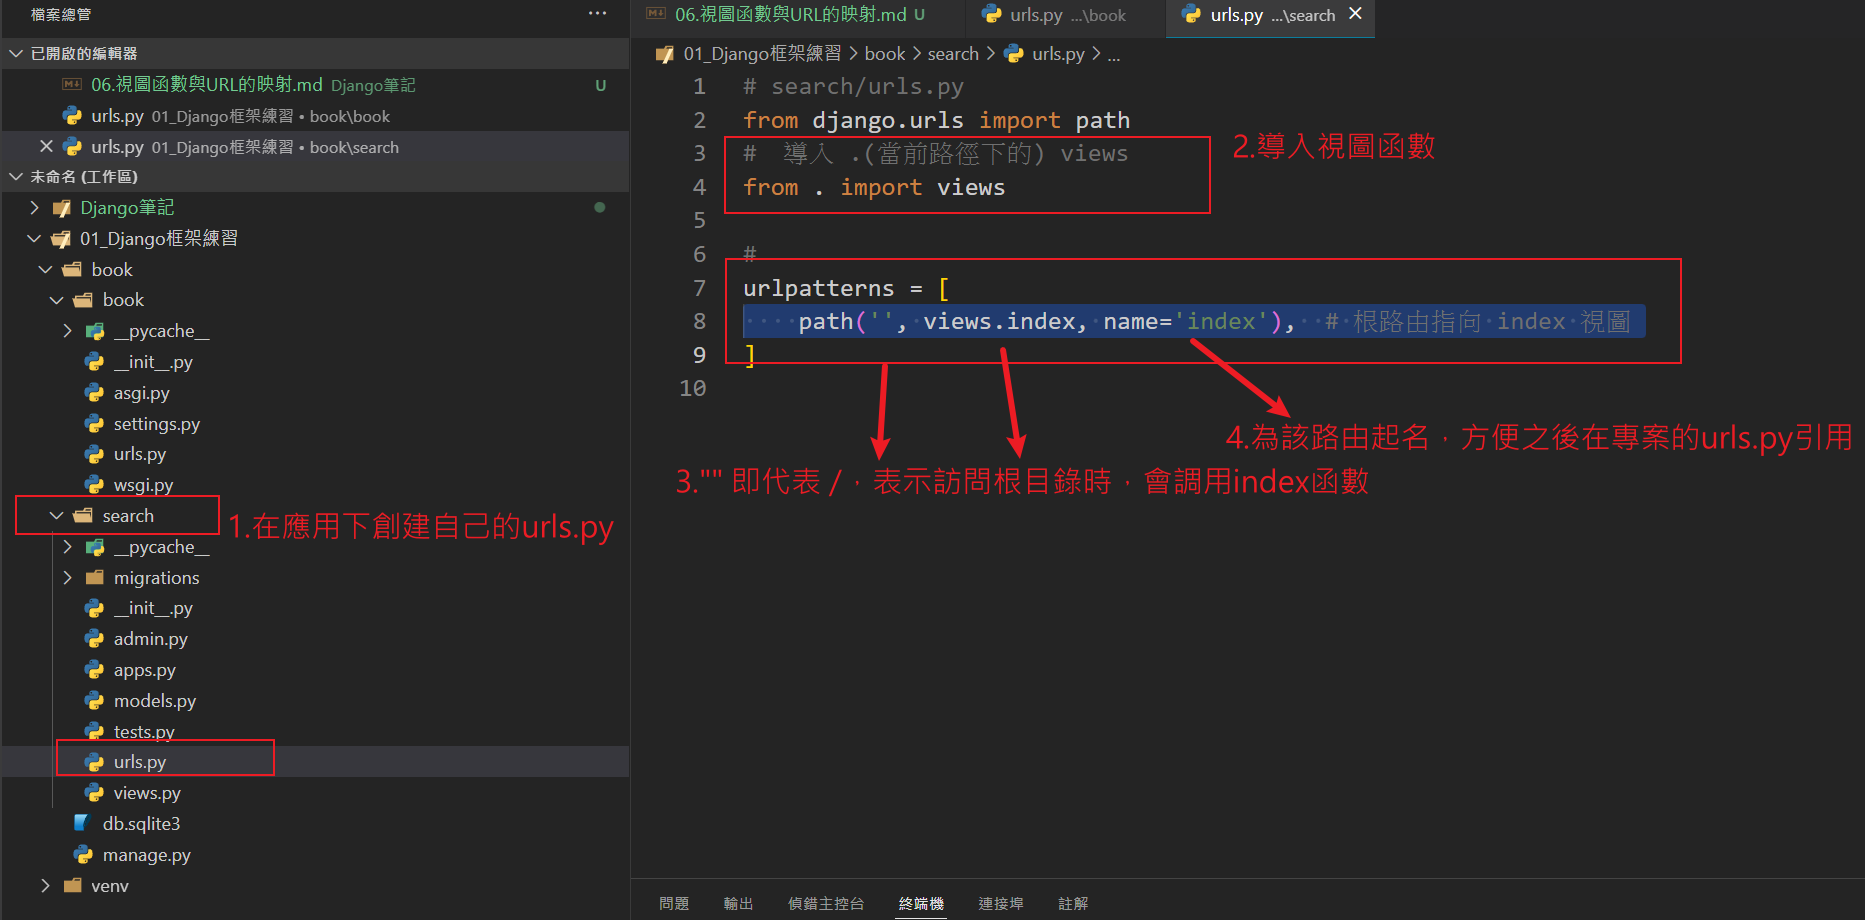 檔案總管 ···
已開啟的編輯器
06.視圖函數與URL的映射.md Django筆記 U
urls.py 01_Django框架練習 • book\book
urls.py 01_Django框架練習 • book\search
未命名 (工作區)
Django筆記
01_Django框架練習
book
book
__pycache__
__init__.py
asgi.py
settings.py
urls.py
wsgi.py
search
1.在應用下創建自己的urls.py
__pycache__
migrations
__init__.py
admin.py
apps.py
models.py
tests.py
urls.py
views.py
db.sqlite3
manage.py
venv
06.視圖函數與URL的映射.md U
urls.py ...\book
urls.py ...\search
01_Django框架練習 > book > search > urls.py > ...
1 # search/urls.py
2 from django.urls import path
3 # 導入 .(當前路徑下的) views
4 from . import views
5
6 #
7 urlpatterns = [
8 path('', views.index, name='index'), # 根路由指向 index 視圖
9 ]
10
2.導入視圖函數
4.為該路由起名，方便之後在專案的urls.py引用
3."" 即代表 /，表示訪問根目錄時，會調用index函數
問題 輸出 偵錯主控台 終端機 連接埠 註解